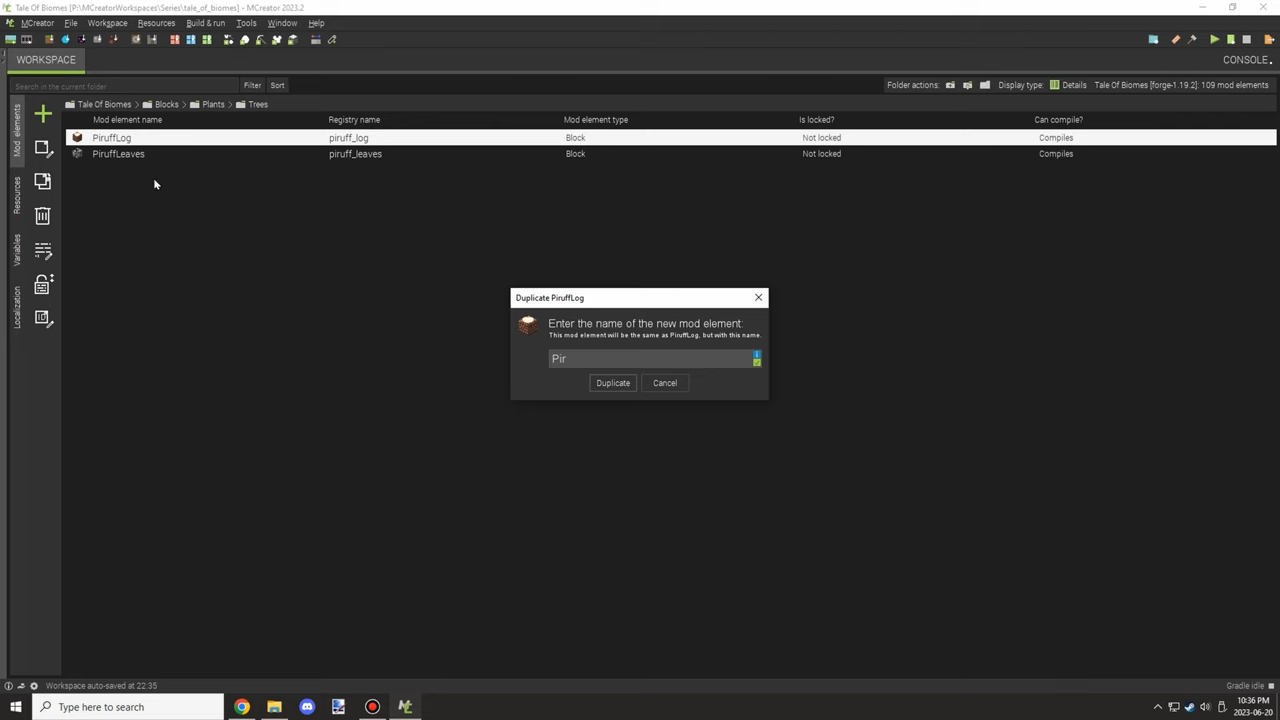 Tale Of Biomes [P:\MCreatorWorkspaces\Series\tale_of_biomes] - MCreator 2023.2
MCreator File Workspace Resources Build & run Tools Window Help
WORKSPACE
CONSLOLE.
Search in the current folder
Filter Sort
Folder actions: Display type: Details Tale Of Biomes [forge-1.19.2]: 109 mod elements
Tale Of Biomes Blocks Plants Trees
Mod element name Registry name Mod element type Is locked? Can compile?
PiruffLog piruff_log Block Not locked Compiles
PiruffLeaves piruff_leaves Block Not locked Compiles
Mod elements
Resources
Variables
Localization
Duplicate PiruffLog
Enter the name of the new mod element:
This mod element will be the same as PiruffLog, but with this name.
Pir
Duplicate Cancel
Workspace auto-saved at 22:35
Gradle idle
Type here to search
10:36 PM
2023-06-20